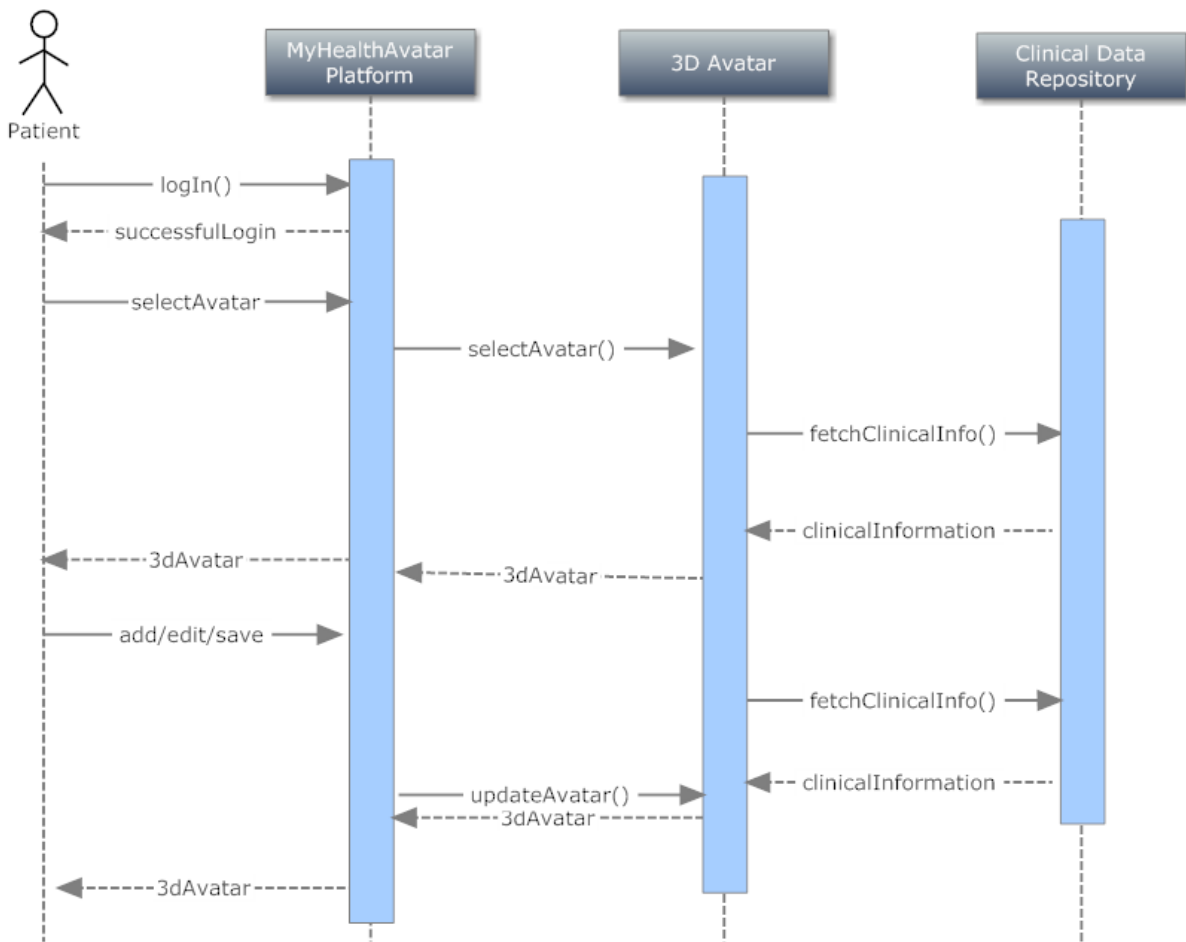 MyHealthAvatar
Platform
3D Avatar
Clinical Data
Repository
Patient
logIn()
successfulLogin
selectAvatar
selectAvatar()
fetchClinicalInfo()
clinicalInformation
3dAvatar
3dAvatar
add/edit/save
fetchClinicalInfo()
clinicalInformation
updateAvatar()
3dAvatar
3dAvatar